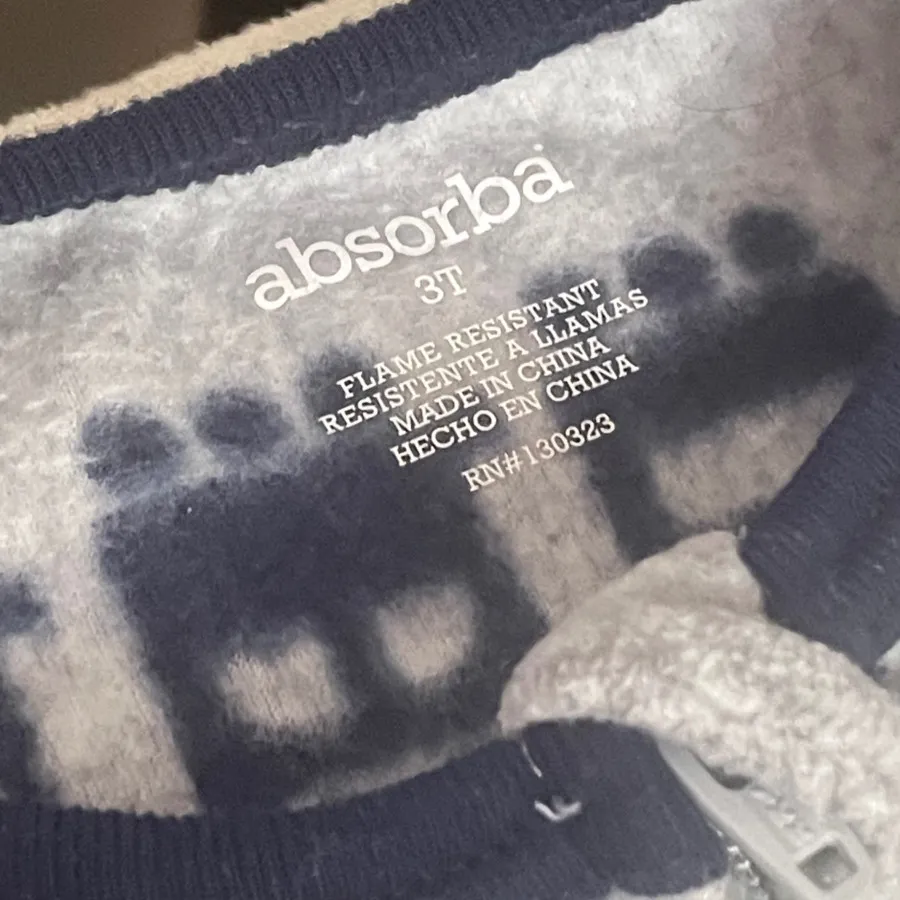 absorba
3T
FLAME RESISTANT
RESISTENTE A LLAMAS
MADE IN CHINA
HECHO EN CHINA
RN#130323